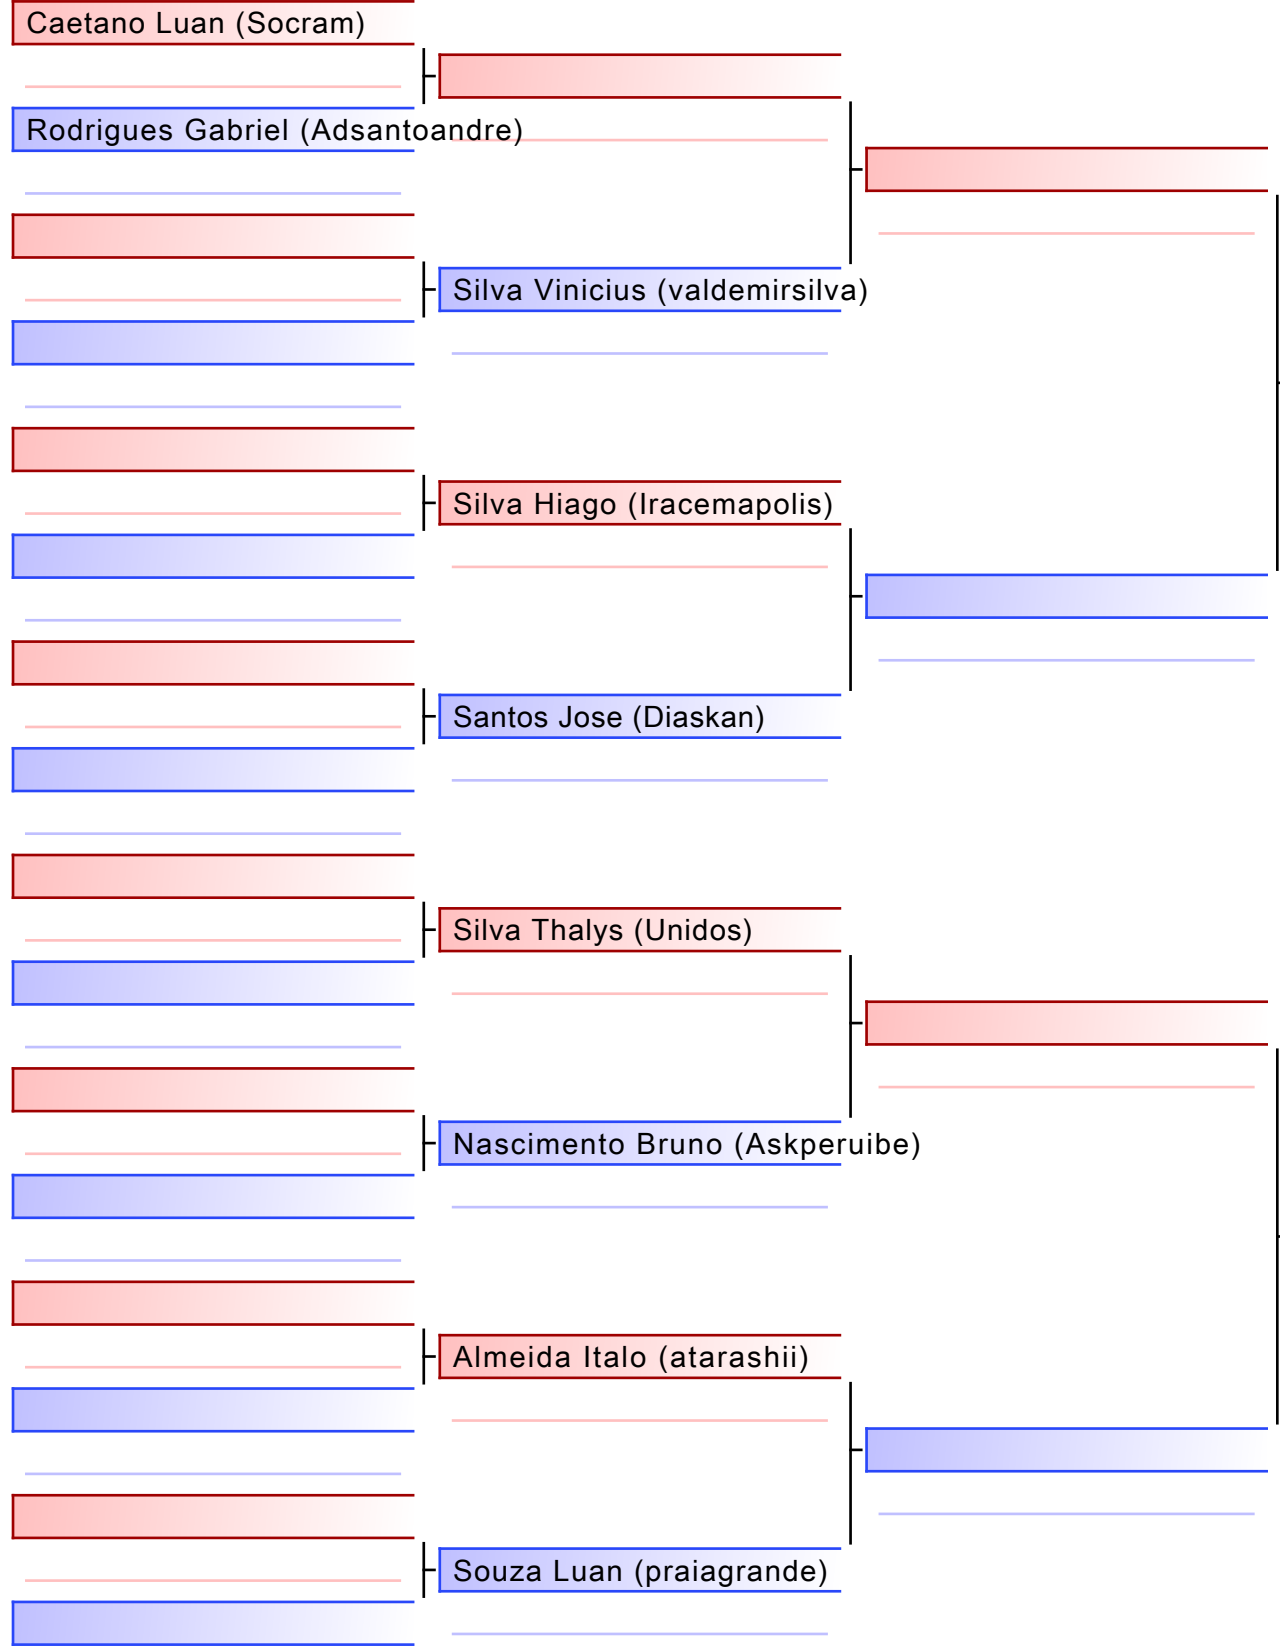 Caetano Luan (Socram)
Rodrigues Gabriel (Adsantoandre)
Silva Vinicius (valdemirsilva)
Silva Hiago (Iracemapolis)
Santos Jose (Diaskan)
Silva Thalys (Unidos)
Nascimento Bruno (Askperuibe)
Almeida Italo (atarashii)
Souza Luan (praiagrande)